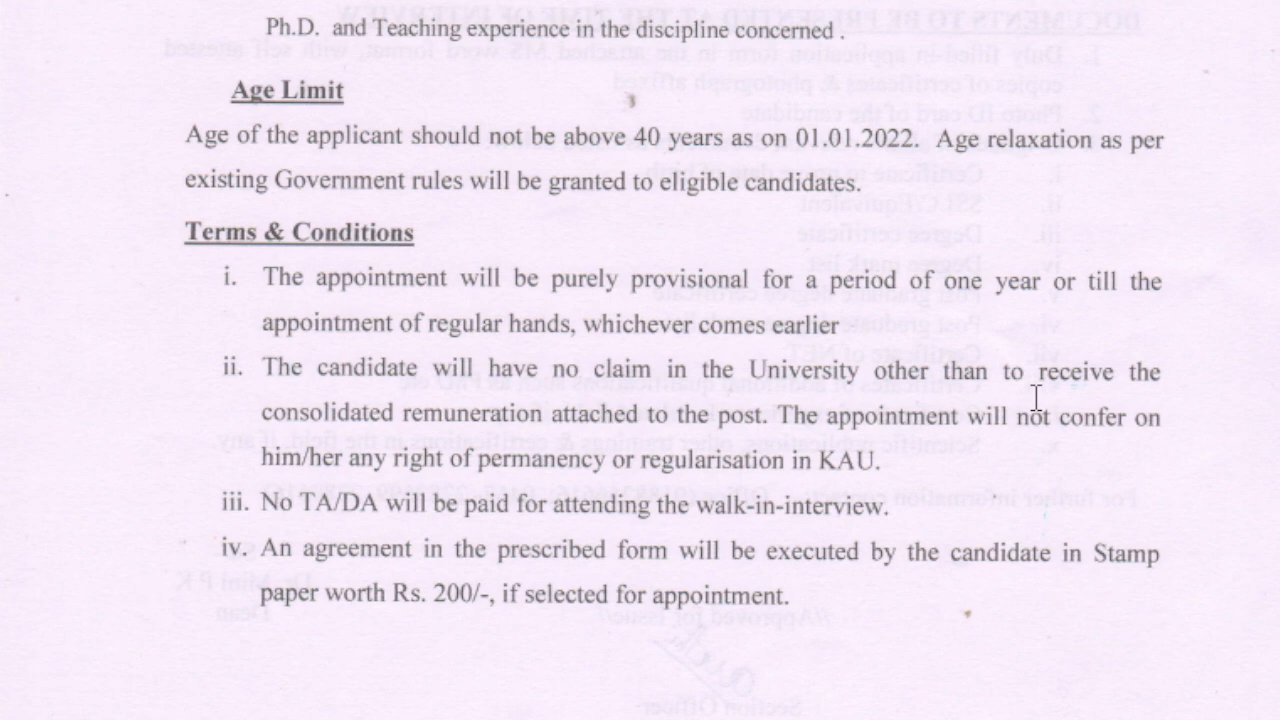 Ph.D. and Teaching experience in the discipline concerned .
Age Limit
Age of the applicant should not be above 40 years as on 01.01.2022. Age relaxation as per
existing Government rules will be granted to eligible candidates.
Terms & Conditions
i. The appointment will be purely provisional for a period of one year or till the
appointment of regular hands, whichever comes earlier
ii. The candidate will have no claim in the University other than to receive the
consolidated remuneration attached to the post. The appointment will not confer on
him/her any right of permanency or regularisation in KAU.
iii. No TA/DA will be paid for attending the walk-in-interview.
iv. An agreement in the prescribed form will be executed by the candidate in Stamp
paper worth Rs. 200/-, if selected for appointment.